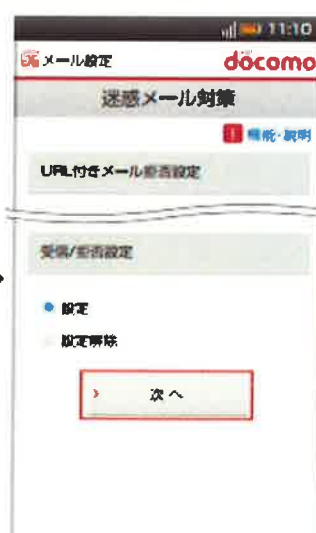 11:10
メール設定
döcomo
迷惑メール対策
機能・説明
URL付きメール拒否設定
受信/拒否設定
設定
設定解除
次へ